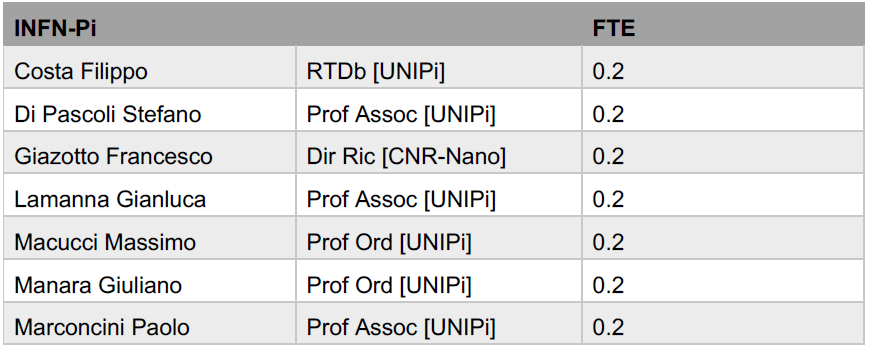 INFN-Pi FTE
Costa Filippo RTDb [UNIPi] 0.2
Di Pascoli Stefano Prof Assoc [UNIPi] 0.2
Giazotto Francesco Dir Ric [CNR-Nano] 0.2
Lamanna Gianluca Prof Assoc [UNIPi] 0.2
Macucci Massimo Prof Ord [UNIPi] 0.2
Manara Giuliano Prof Ord [UNIPi] 0.2
Marconcini Paolo Prof Assoc [UNIPi] 0.2